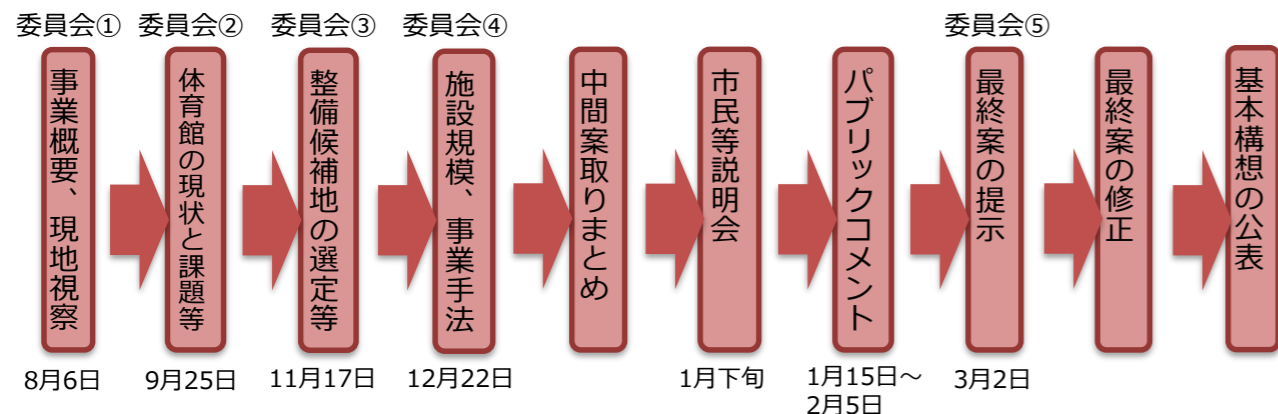 委員会①
委員会②
委員会③
委員会④
委員会⑤
事業概要、現地視察
体育館の現状と課題等
整備候補地の選定等
施設規模、事業手法
中間案取りまとめ
市民等説明会
パブリックコメント
最終案の提示
最終案の修正
基本構想の公表
8月6日
9月25日
11月17日
12月22日
1月下旬
1月15日～
2月5日
3月2日